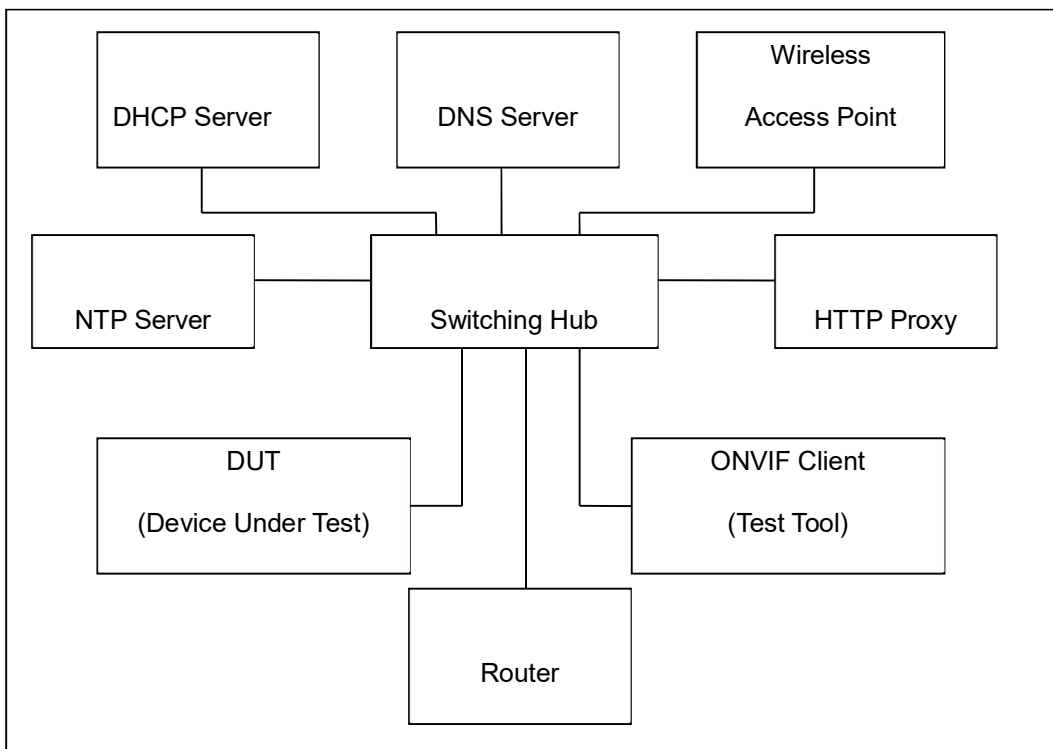 DHCP Server
DNS Server
Wireless
Access Point
NTP Server
Switching Hub
HTTP Proxy
DUT
(Device Under Test)
ONVIF Client
(Test Tool)
Router